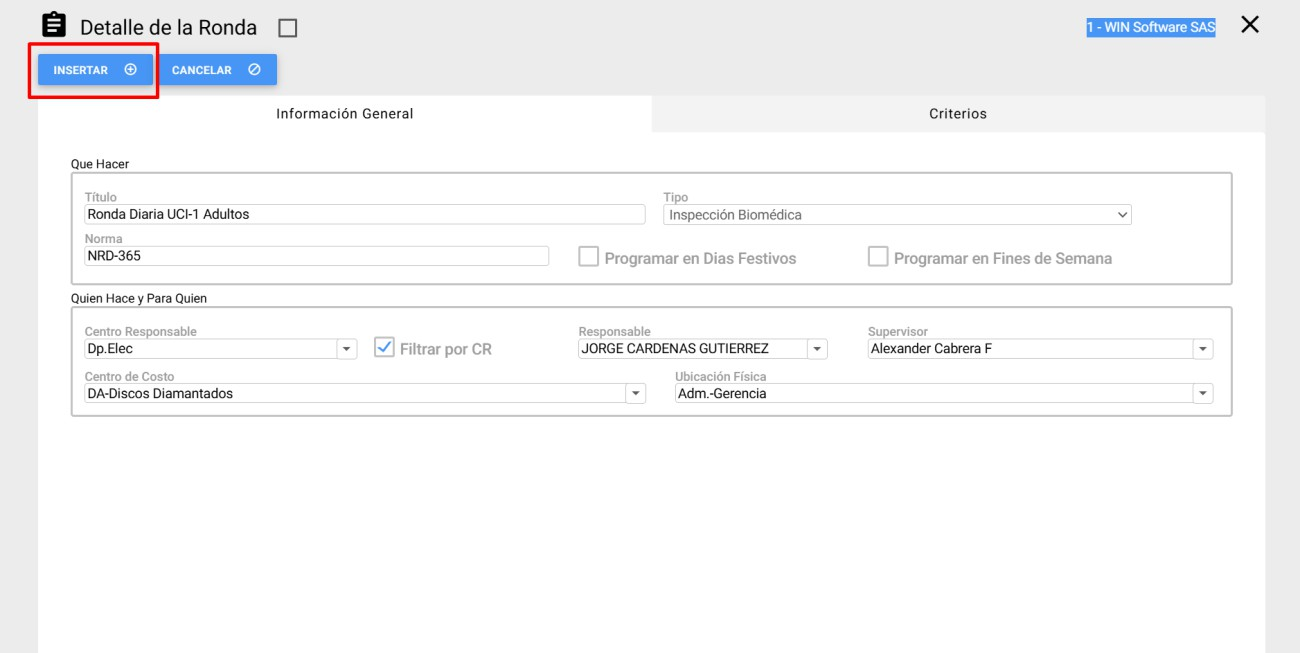 Detalle de la Ronda
1 - WIN Software SAS
INSERTAR
CANCELAR
Información General
Criterios
Que Hacer
Título
Tipo
Ronda Diaria UCI-1 Adultos
Inspección Biomédica
Norma
NRD-365
Programar en Dias Festivos
Programar en Fines de Semana
Quien Hace y Para Quien
Centro Responsable
Responsable
Supervisor
Dp.Elec
Filtrar por CR
JORGE CARDENAS GUTIERREZ
Alexander Cabrera F
Centro de Costo
Ubicación Física
DA-Discos Diamantados
Adm.-Gerencia